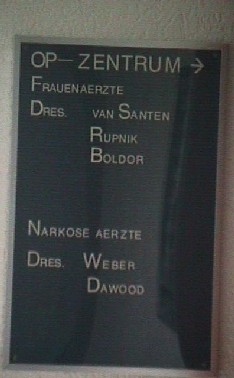 OP-ZENTRUM →
FRAUENAERZTE
DRES. VAN SANTEN
RUPNIK
BOLDOR
NARKOSE AERZTE
DRES. WEBER
DAWOOD